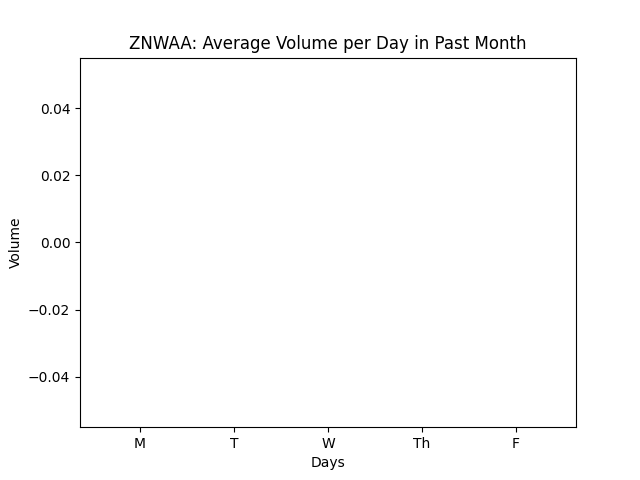 ZNWAA: Average Volume per Day in Past Month
0.04
0.02
0.00
−0.02
−0.04
Volume
M T W Th F
Days